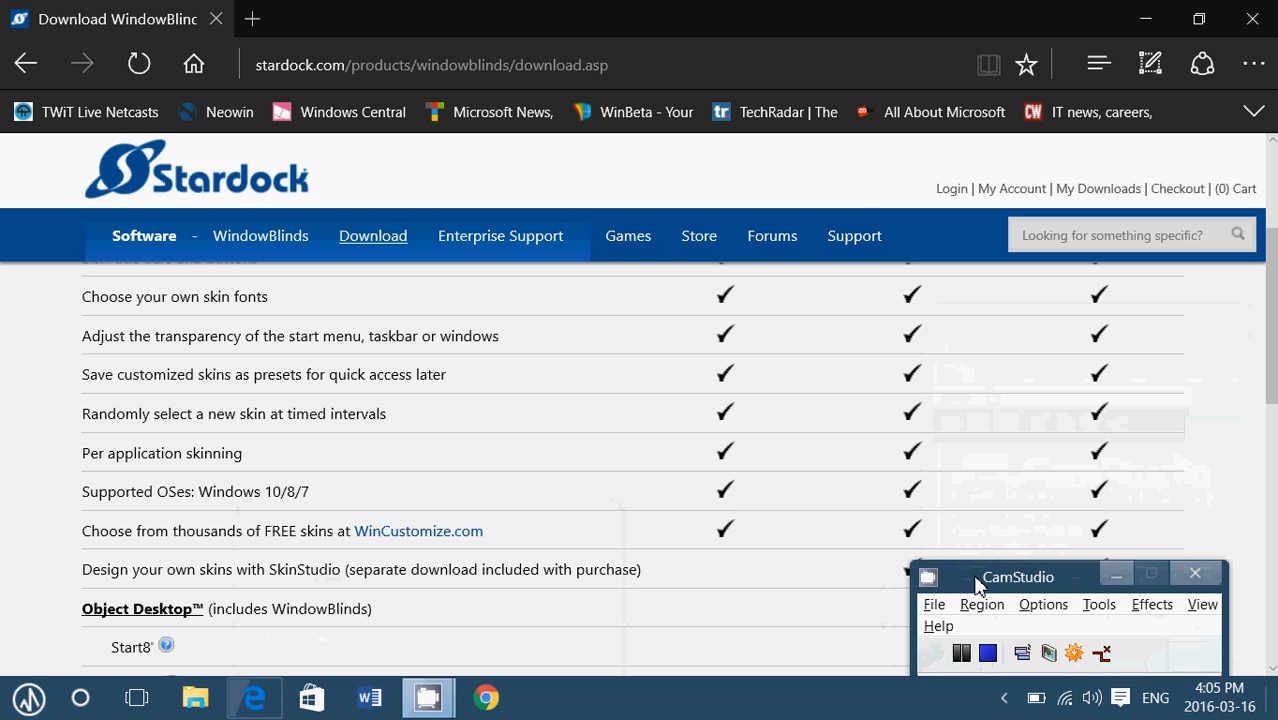 Download WindowBlinc
stardock.com/products/windowblinds/download.asp
TWiT Live Netcasts Neowin Windows Central Microsoft News, WinBeta - Your TechRadar | The All About Microsoft CW IT news, careers,
Stardock
Login | My Account | My Downloads | Checkout | (0) Cart
Software - WindowBlinds Download Enterprise Support Games Store Forums Support Looking for something specific?
Choose your own skin fonts
Adjust the transparency of the start menu, taskbar or windows
Save customized skins as presets for quick access later
Randomly select a new skin at timed intervals
Per application skinning
Supported OSes: Windows 10/8/7
Choose from thousands of FREE skins at WinCustomize.com
Design your own skins with SkinStudio (separate download included with purchase)
Object Desktop™ (includes WindowBlinds)
Start8®
CamStudio
File Region Options Tools Effects View
Help
ENG
4:05 PM
2016-03-16